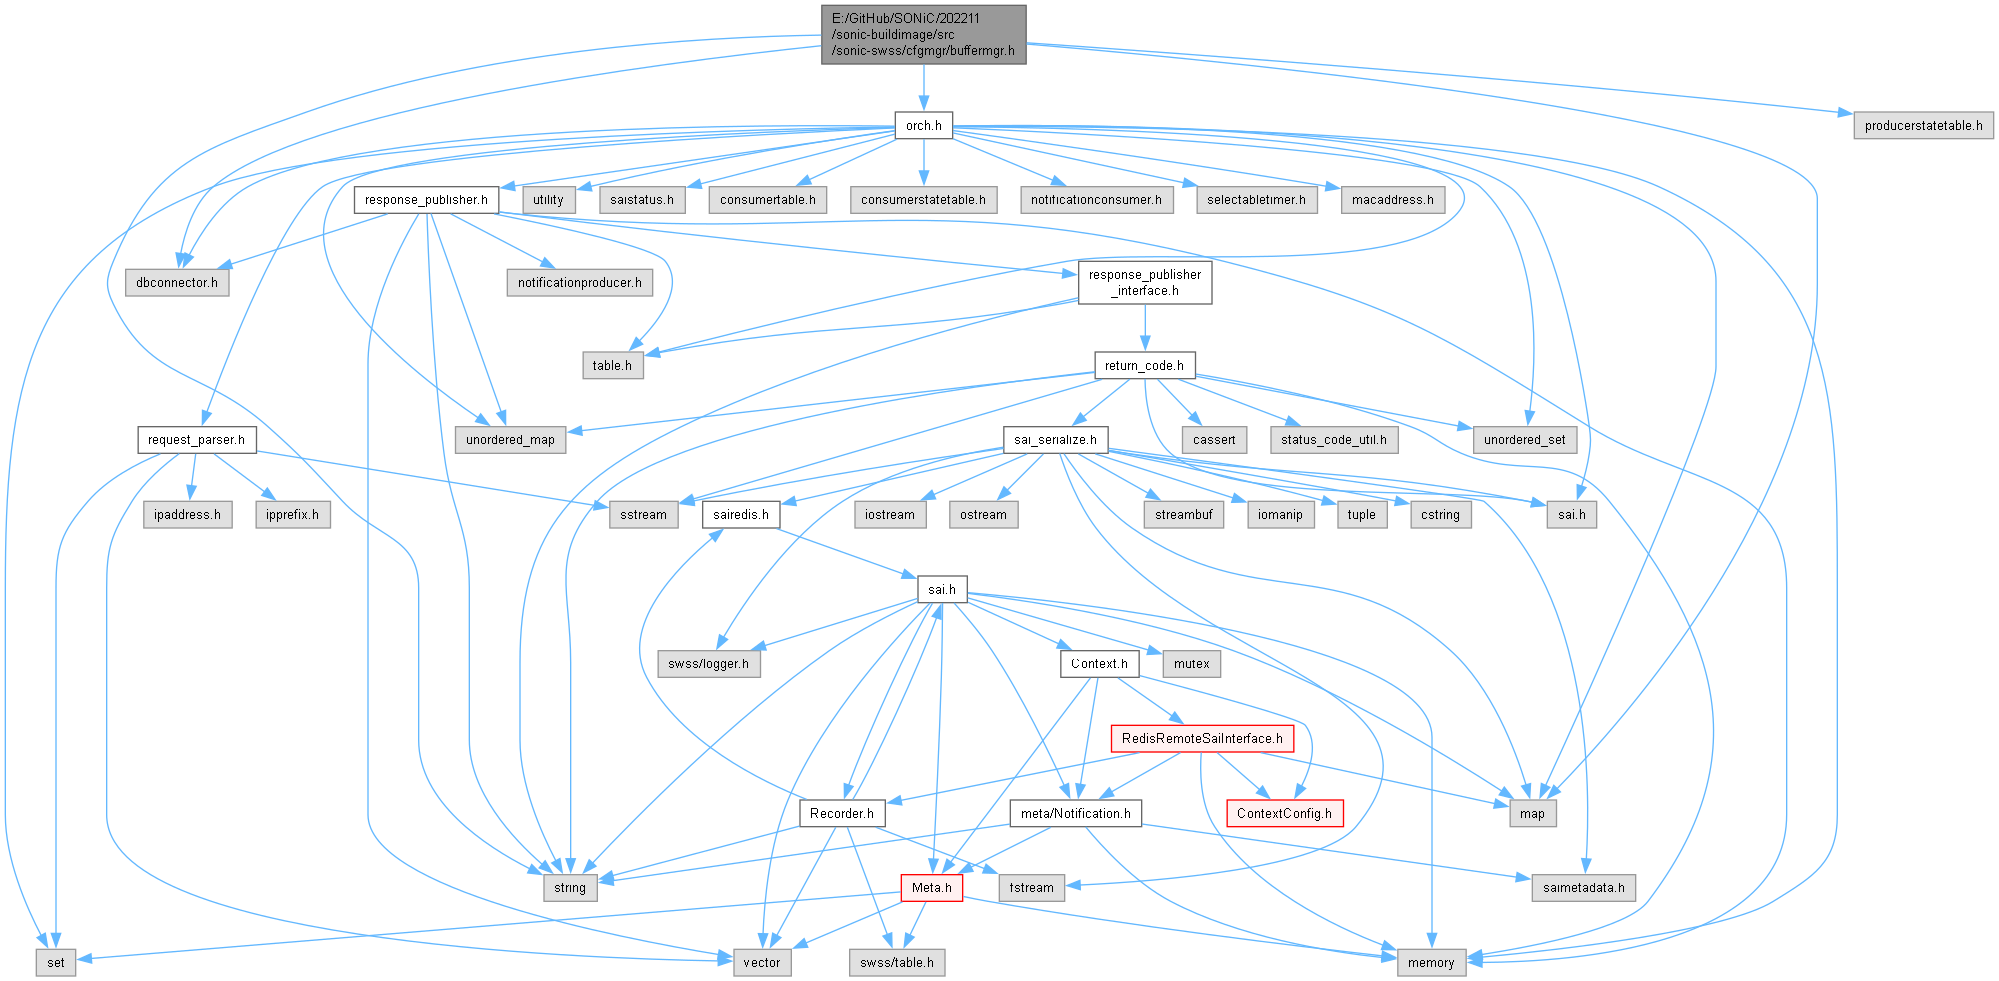 E:/GitHub/SONiC/202211
/sonic-buildimage/src
/sonic-swss/cfgmgr/buffermgr.h
orch.h
producerstatetable.h
response_publisher.h
utility
saistatus.h
consumertable.h
consumerstatetable.h
notificationconsumer.h
selectabletimer.h
macaddress.h
dbconnector.h
notificationproducer.h
response_publisher
_interface.h
table.h
return_code.h
request_parser.h
unordered_map
sai_serialize.h
cassert
status_code_util.h
unordered_set
ipaddress.h
ipprefix.h
sstream
sairedis.h
iostream
ostream
streambuf
iomanip
tuple
cstring
sai.h
sai.h
swss/logger.h
Context.h
mutex
RedisRemoteSaiInterface.h
Recorder.h
meta/Notification.h
ContextConfig.h
map
string
Meta.h
fstream
saimetadata.h
set
vector
swss/table.h
memory